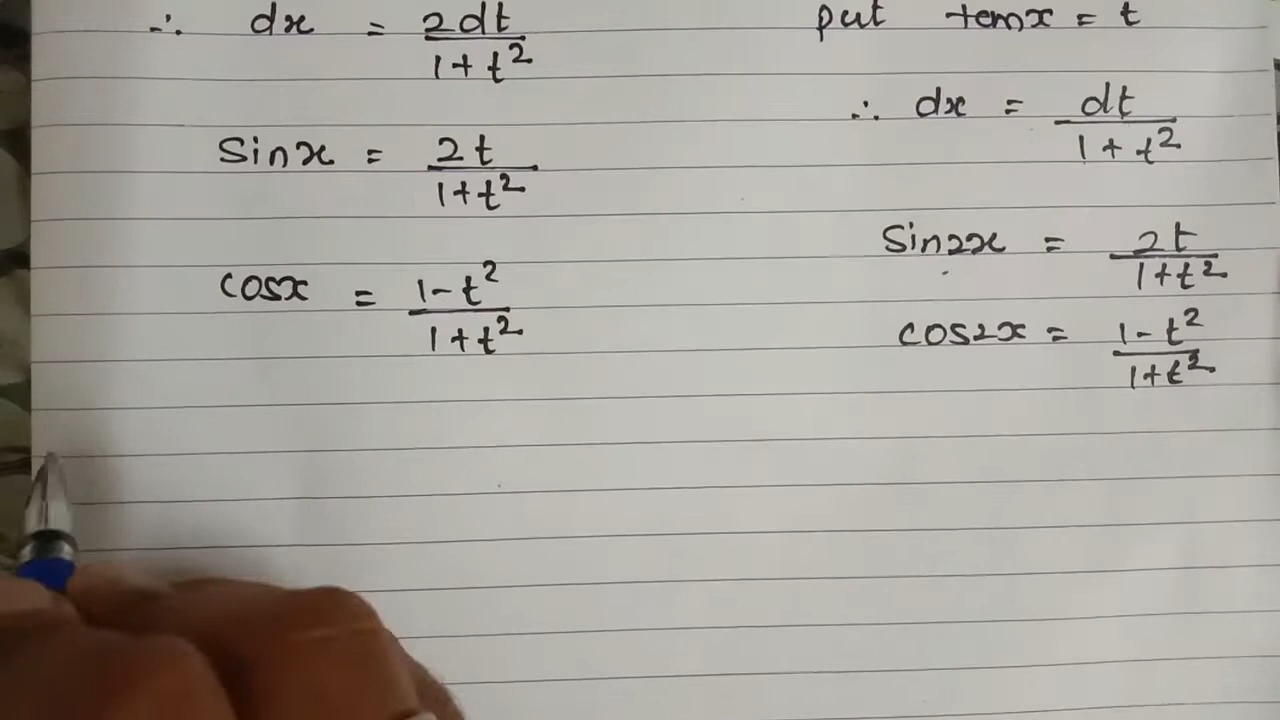 ∴ dx = 2dt / 1+t²
Sinx = 2t / 1+t²
cosx = 1-t² / 1+t²
put tanx = t
∴ dx = dt / 1+t²
Sin2x = 2t / 1+t²
cos2x = 1-t² / 1+t²